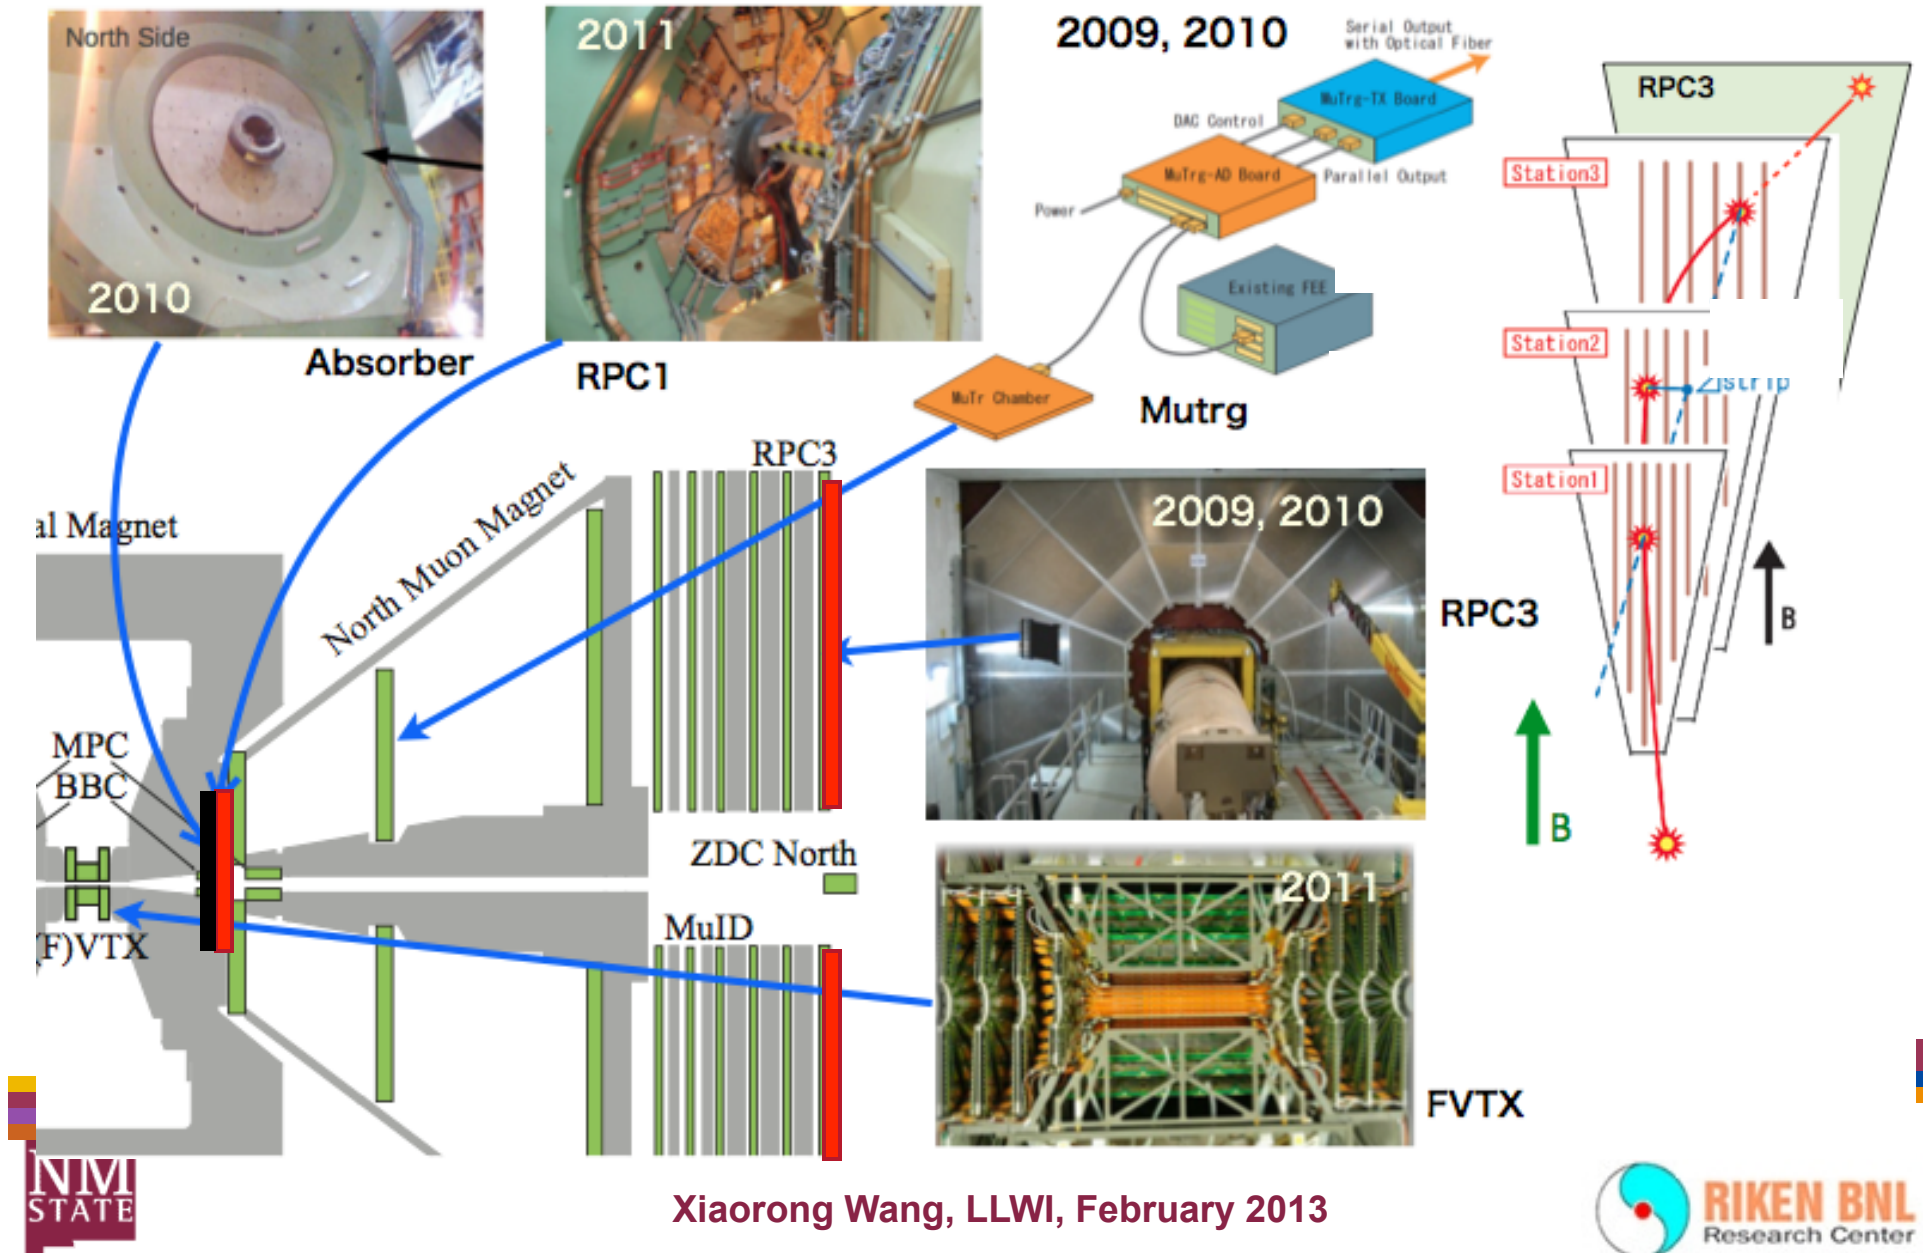 North Side
2010
Absorber
2011
RPC1
2009, 2010
Serial Output
with Optical Fiber
MuTrg-TX Board
DAC Control
MuTrg-AD Board
Parallel Output
Power
Existing FEE
MuTr Chamber
Mutrg
RPC3
Station3
Station2
⊿strip
Station1
B
B
al Magnet
North Muon Magnet
RPC3
MPC
BBC
(F)VTX
ZDC North
MuID
2009, 2010
RPC3
2011
FVTX
NM
STATE
Xiaorong Wang, LLWI, February 2013
RIKEN BNL
Research Center